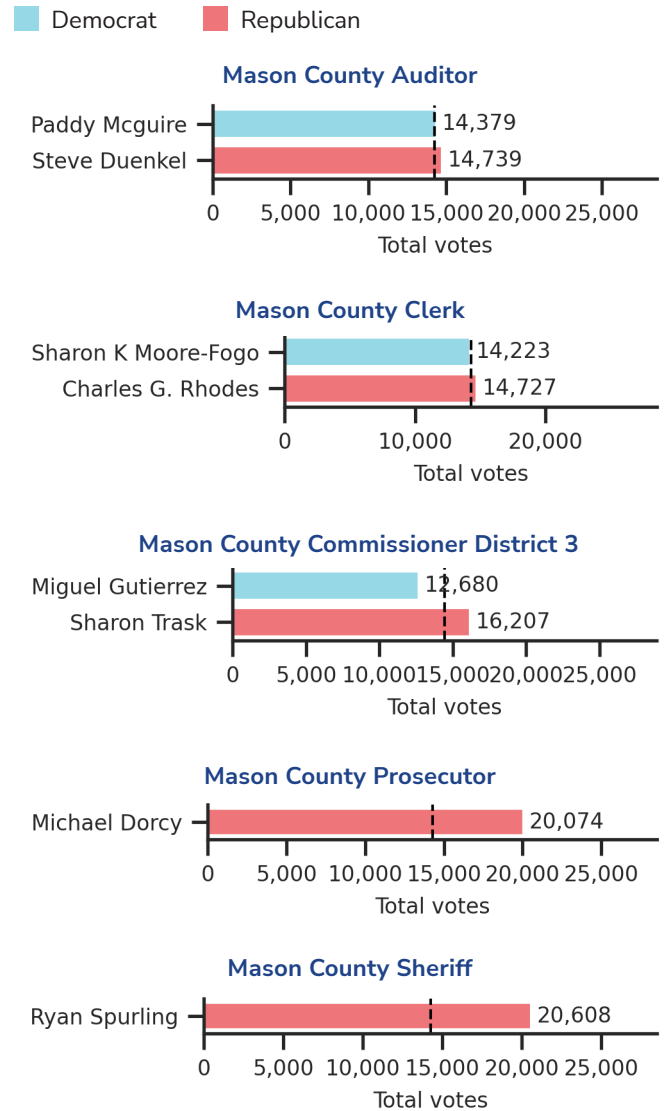 Democrat Republican
Mason County Auditor
Paddy Mcguire 14,379
Steve Duenkel 14,739
0 5,000 10,000 15,000 20,000 25,000
Total votes
Mason County Clerk
Sharon K Moore-Fogo 14,223
Charles G. Rhodes 14,727
0 10,000 20,000
Total votes
Mason County Commissioner District 3
Miguel Gutierrez 12,680
Sharon Trask 16,207
0 5,000 10,000 15,000 20,000 25,000
Total votes
Mason County Prosecutor
Michael Dorcy 20,074
0 5,000 10,000 15,000 20,000 25,000
Total votes
Mason County Sheriff
Ryan Spurling 20,608
0 5,000 10,000 15,000 20,000 25,000
Total votes